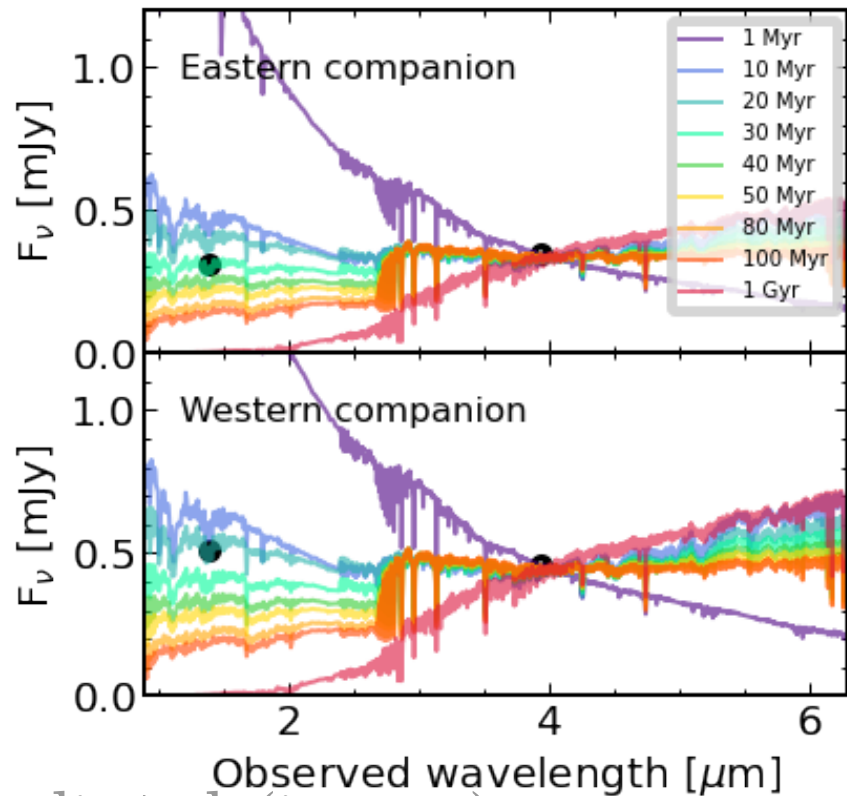 Eastern companion
1 Myr
10 Myr
20 Myr
30 Myr
40 Myr
50 Myr
80 Myr
100 Myr
1 Gyr
1.0
0.5
0.0
Fν [mJy]
Western companion
1.0
0.5
0.0
Fν [mJy]
2 4 6
Observed wavelength [μm]